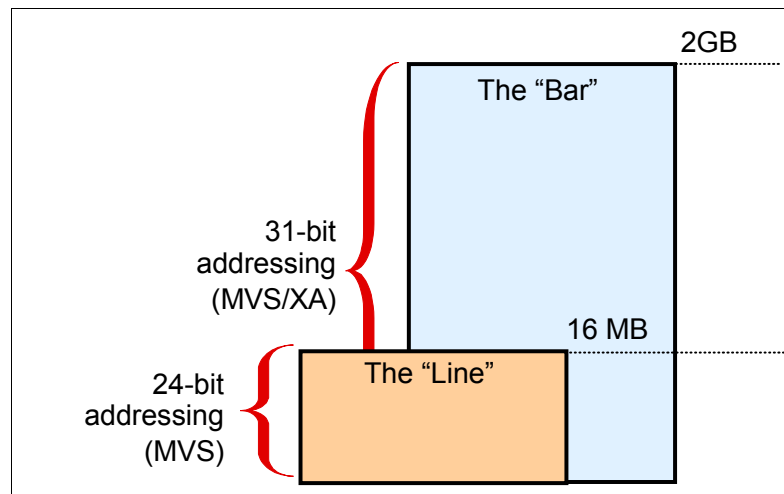 2GB
The “Bar”
31-bit
addressing
(MVS/XA)
16 MB
The “Line”
24-bit
addressing
(MVS)